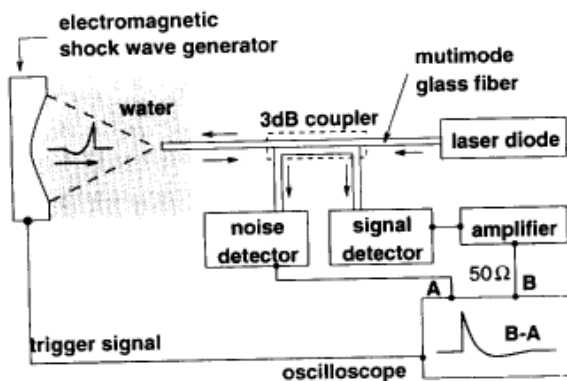 electromagnetic
shock wave generator
mutimode
glass fiber
water
3dB coupler
laser diode
noise
detector
signal
detector
amplifier
50Ω
A
B
B-A
trigger signal
oscilloscope